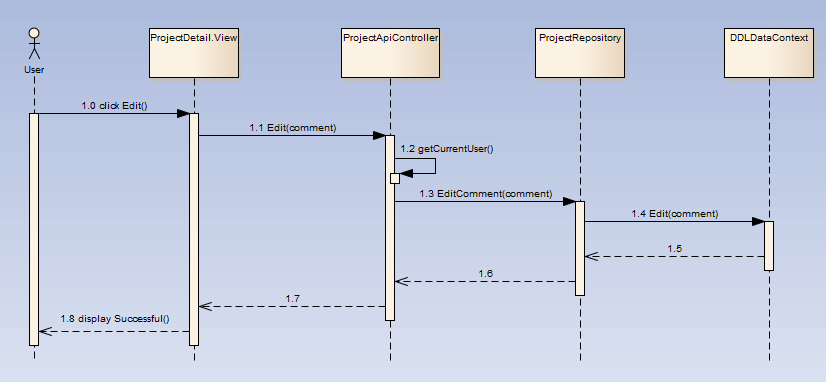 ProjectDetail.View
ProjectApiController
ProjectRepository
DDLDataContext
User
1.0 click Edit()
1.1 Edit(comment)
1.2 getCurrentUser()
1.3 EditComment(comment)
1.4 Edit(comment)
1.5
1.6
1.7
1.8 display Successful()